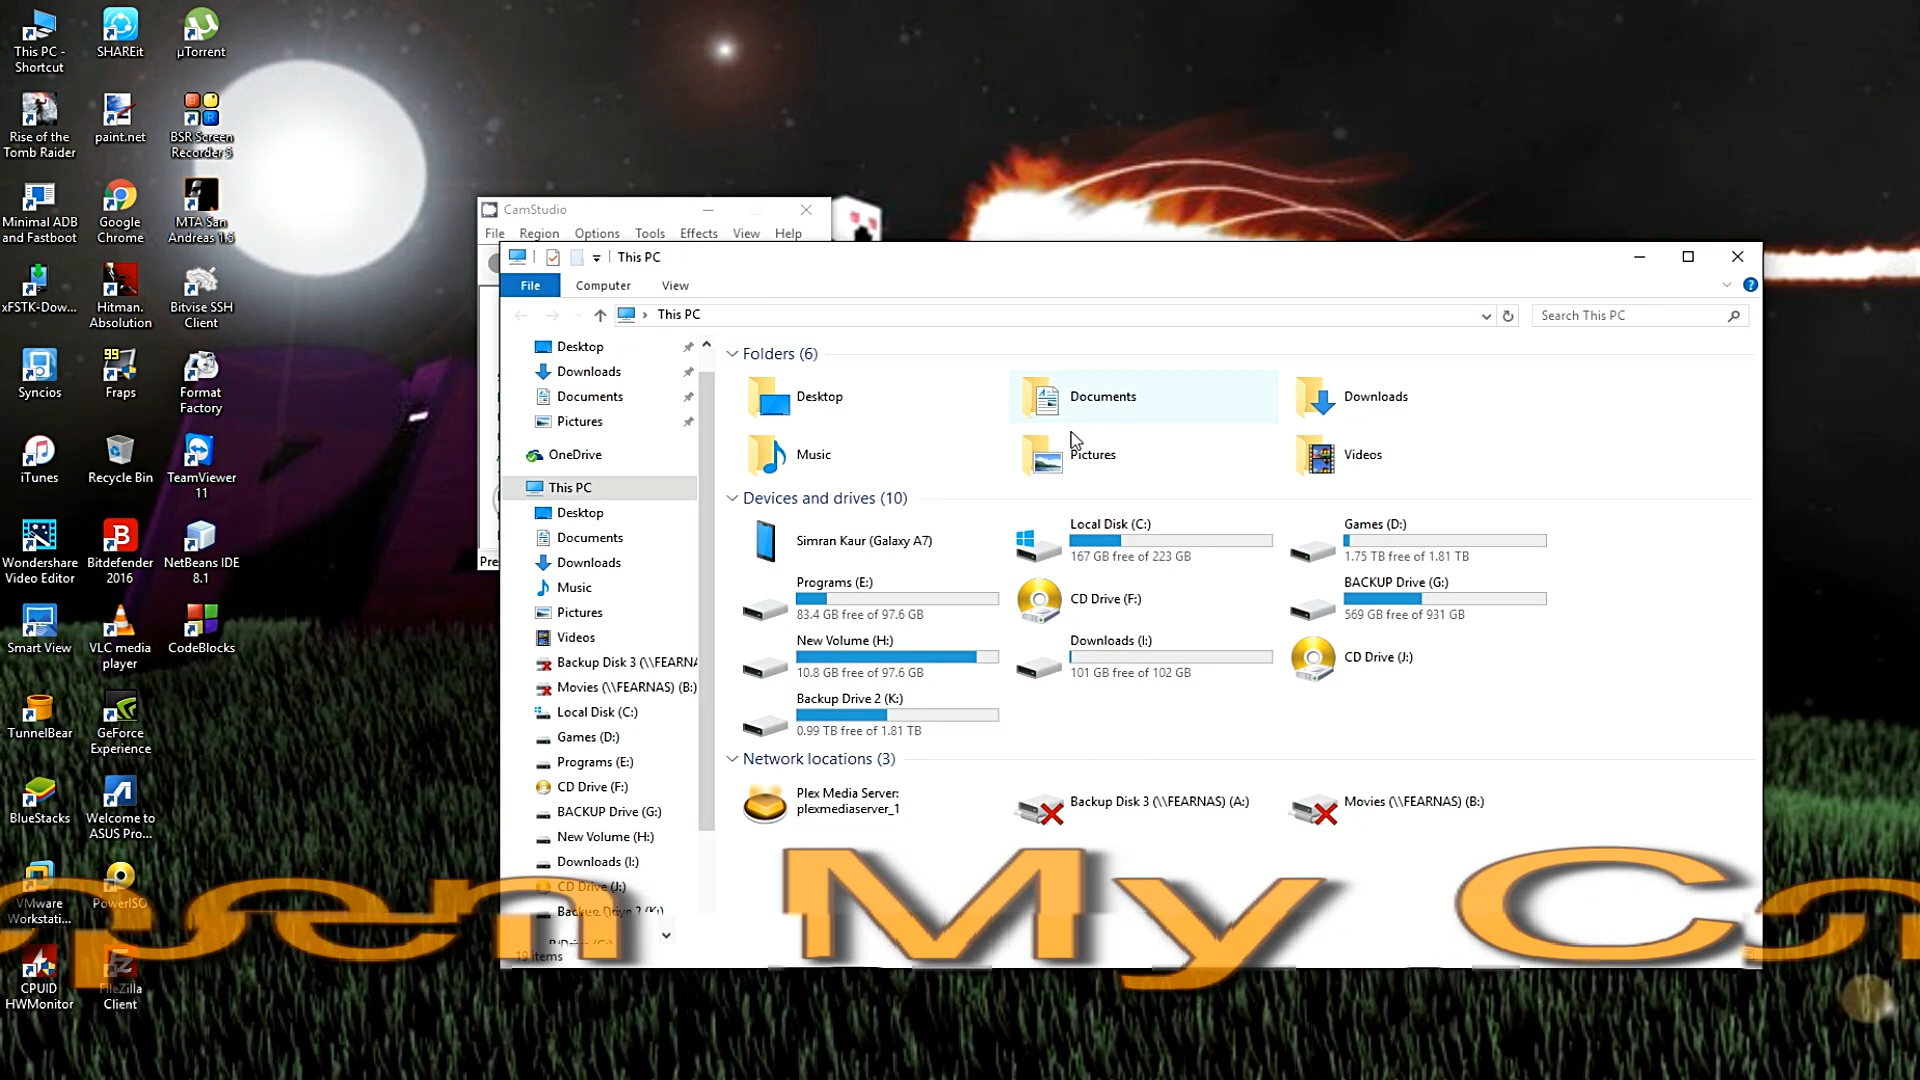 This PC -
Shortcut
SHAREit
µTorrent
Rise of the
Tomb Raider
paint.net
BSR Screen
Recorder 5
Minimal ADB
and Fastboot
Google
Chrome
MTA San
Andreas 1.5
xFSTK-Dow...
Hitman.
Absolution
Bitvise SSH
Client
Syncios
99
Fraps
Format
Factory
iTunes
Recycle Bin
TeamViewer
11
Wondershare
Video Editor
Bitdefender
2016
NetBeans IDE
8.1
Smart View
VLC media
player
CodeBlocks
TunnelBear
GeForce
Experience
BlueStacks
Welcome to
ASUS Pro...
VMware
Workstati...
PowerISO
CPUID
HWMonitor
FileZilla
Client
CamStudio
File Region Options Tools Effects View Help
This PC
File Computer View
This PC
Search This PC
Desktop
Downloads
Documents
Pictures
OneDrive
This PC
Desktop
Documents
Downloads
Music
Pictures
Videos
Backup Disk 3 (\\FEARNA
Movies (\\FEARNAS) (B:)
Local Disk (C:)
Games (D:)
Programs (E:)
CD Drive (F:)
BACKUP Drive (G:)
New Volume (H:)
Downloads (I:)
CD Drive (J:)
Backup Drive 2 (K:)
19 items
Folders (6)
Desktop
Documents
Downloads
Music
Pictures
Videos
Devices and drives (10)
Simran Kaur (Galaxy A7)
Local Disk (C:)
167 GB free of 223 GB
Games (D:)
1.75 TB free of 1.81 TB
Programs (E:)
83.4 GB free of 97.6 GB
CD Drive (F:)
BACKUP Drive (G:)
569 GB free of 931 GB
New Volume (H:)
10.8 GB free of 97.6 GB
Downloads (I:)
101 GB free of 102 GB
CD Drive (J:)
Backup Drive 2 (K:)
0.99 TB free of 1.81 TB
Network locations (3)
Plex Media Server:
plexmediaserver_1
Backup Disk 3 (\\FEARNAS) (A:)
Movies (\\FEARNAS) (B:)
pen My Co